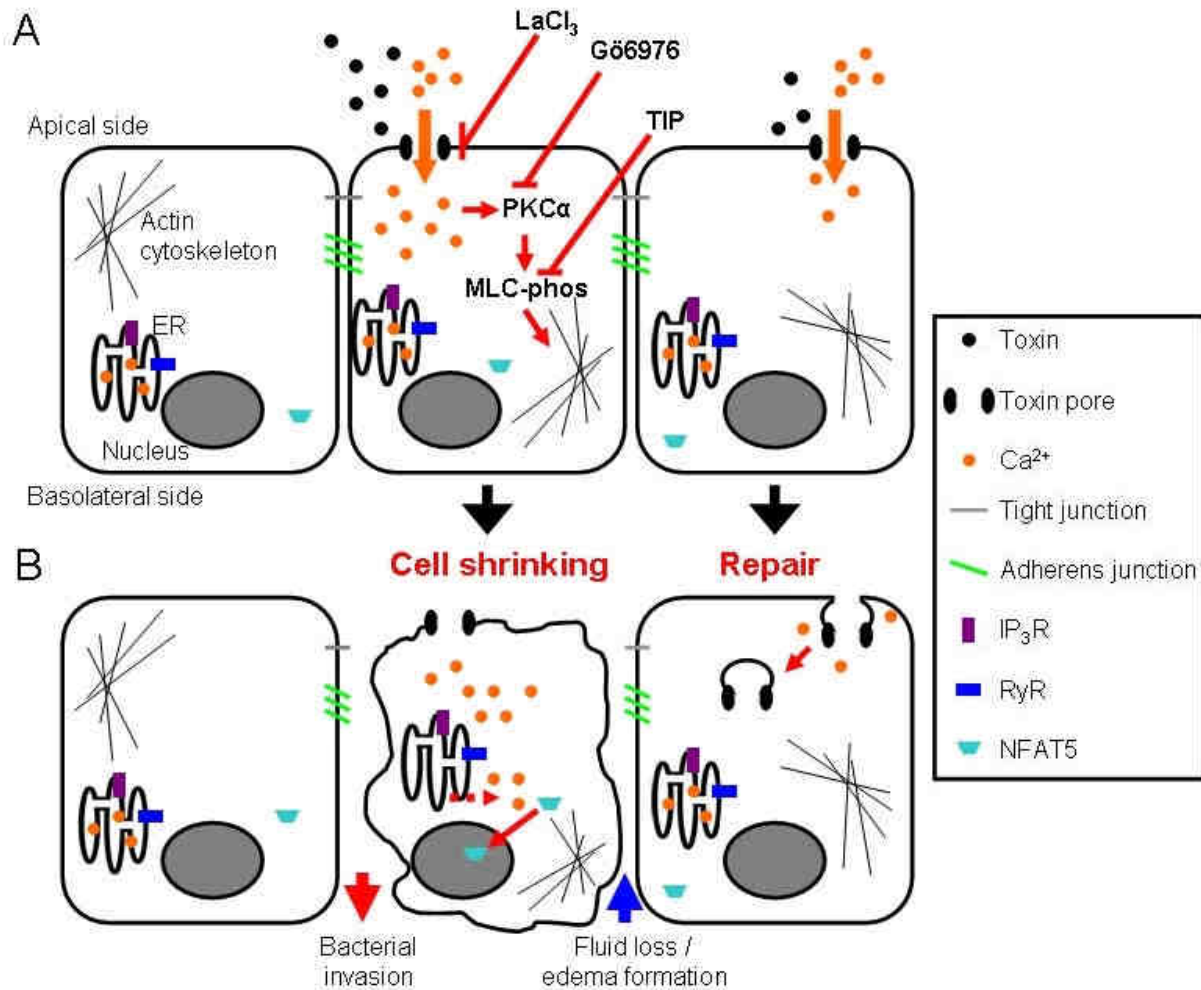 A
LaCl₃
Gö6976
TIP
Apical side
Actin
cytoskeleton
PKCα
MLC-phos
ER
Nucleus
Basolateral side
B
Cell shrinking
Repair
Bacterial
invasion
Fluid loss /
edema formation
Toxin
Toxin pore
Ca²⁺
Tight junction
Adherens junction
IP₃R
RyR
NFAT5